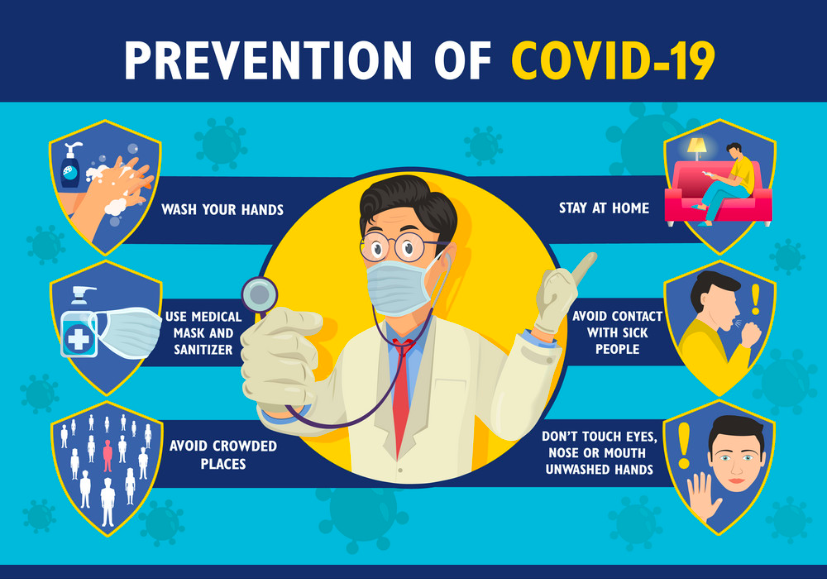 PREVENTION OF COVID-19
WASH YOUR HANDS
USE MEDICAL
MASK AND
SANITIZER
AVOID CROWDED
PLACES
STAY AT HOME
AVOID CONTACT
WITH SICK
PEOPLE
DON'T TOUCH EYES,
NOSE OR MOUTH
UNWASHED HANDS